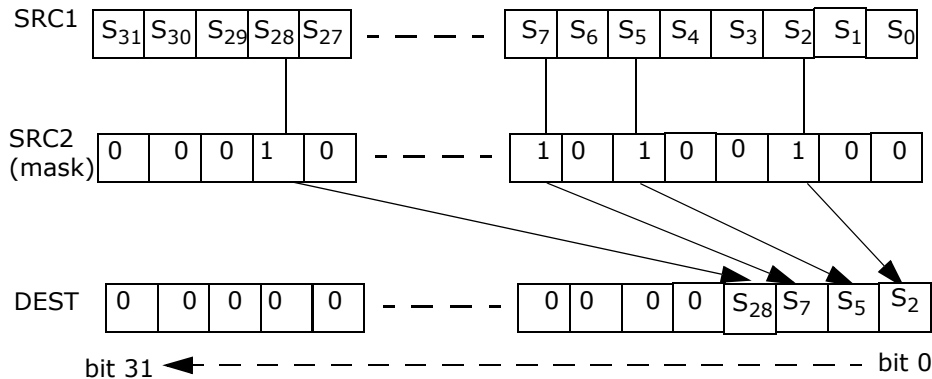 SRC1 S31 S30 S29 S28 S27 S7 S6 S5 S4 S3 S2 S1 S0
SRC2 0 0 0 1 0 1 0 1 0 0 1 0 0
(mask)
DEST 0 0 0 0 0 0 0 0 0 S28 S7 S5 S2
bit 31 bit 0